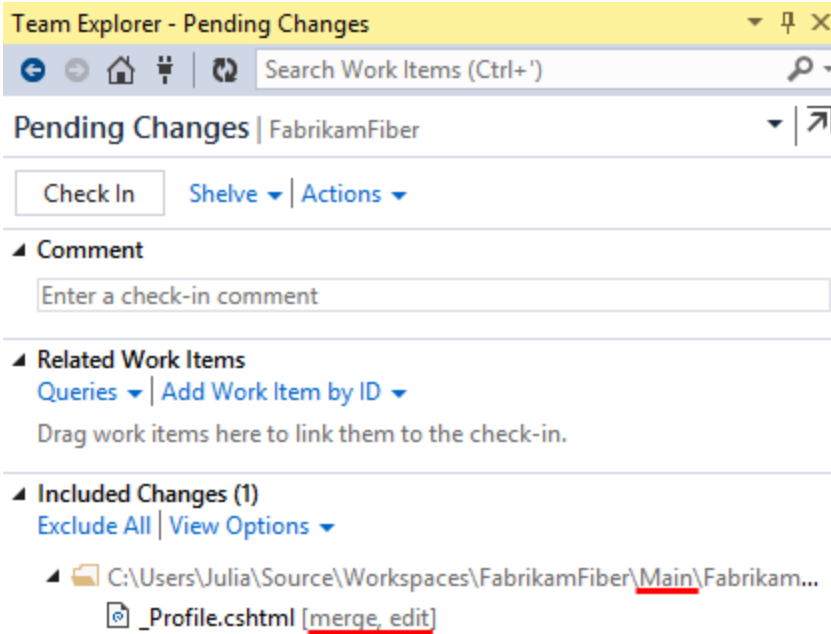 Team Explorer - Pending Changes
Search Work Items (Ctrl+')
Pending Changes | FabrikamFiber
Check In Shelve | Actions
Comment
Enter a check-in comment
Related Work Items
Queries | Add Work Item by ID
Drag work items here to link them to the check-in.
Included Changes (1)
Exclude All | View Options
C:\Users\Julia\Source\Workspaces\FabrikamFiber\Main\Fabrikam...
_Profile.cshtml [merge, edit]